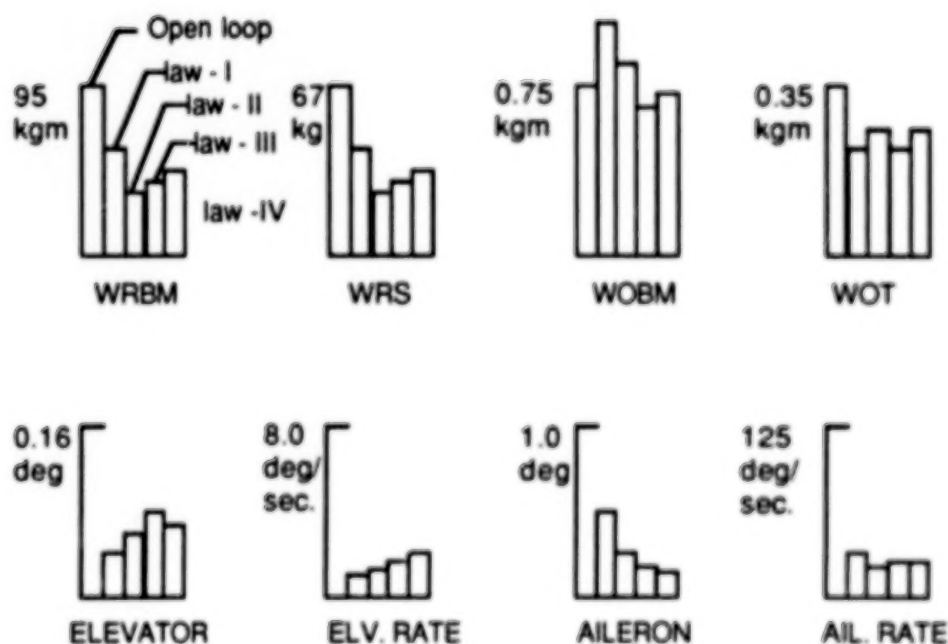 Open loop
law - I
law - II
law - III
law -IV
95
kgm
WRBM
67
kg
WRS
0.75
kgm
WOBM
0.35
kgm
WOT
0.16
deg
ELEVATOR
8.0
deg/
sec.
ELV. RATE
1.0
deg
AILERON
125
deg/
sec.
AIL. RATE